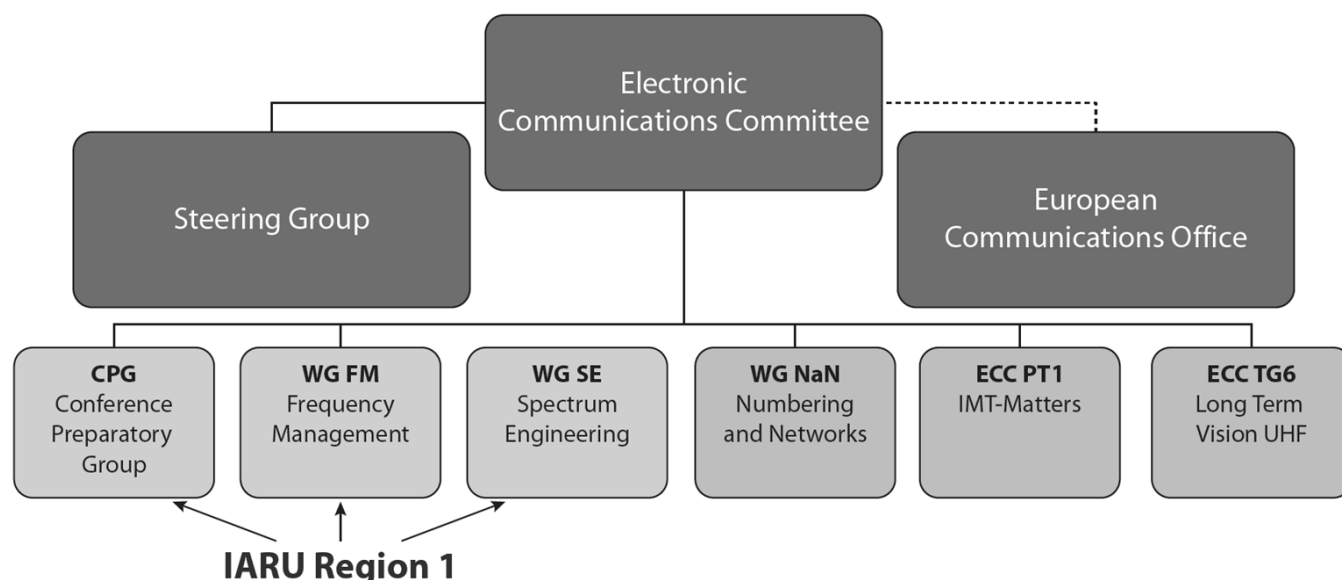 Electronic
Communications Committee
Steering Group
European
Communications Office
CPG
Conference
Preparatory
Group
WG FM
Frequency
Management
WG SE
Spectrum
Engineering
WG NaN
Numbering
and Networks
ECC PT1
IMT-Matters
ECC TG6
Long Term
Vision UHF
IARU Region 1